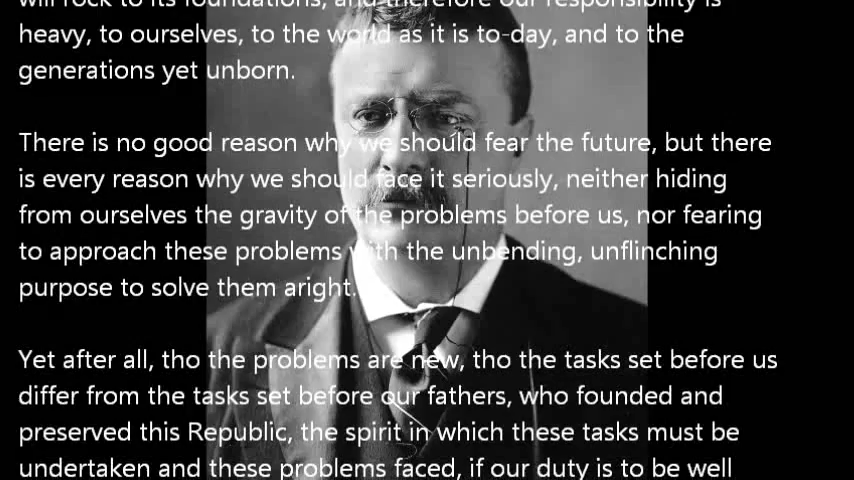 will rock to its foundations, and therefore our responsibility is
heavy, to ourselves, to the world as it is to-day, and to the
generations yet unborn.
There is no good reason why we should fear the future, but there
is every reason why we should face it seriously, neither hiding
from ourselves the gravity of the problems before us, nor fearing
to approach these problems with the unbending, unflinching
purpose to solve them aright.
Yet after all, tho the problems are new, tho the tasks set before us
differ from the tasks set before our fathers, who founded and
preserved this Republic, the spirit in which these tasks must be
undertaken and these problems faced, if our duty is to be well